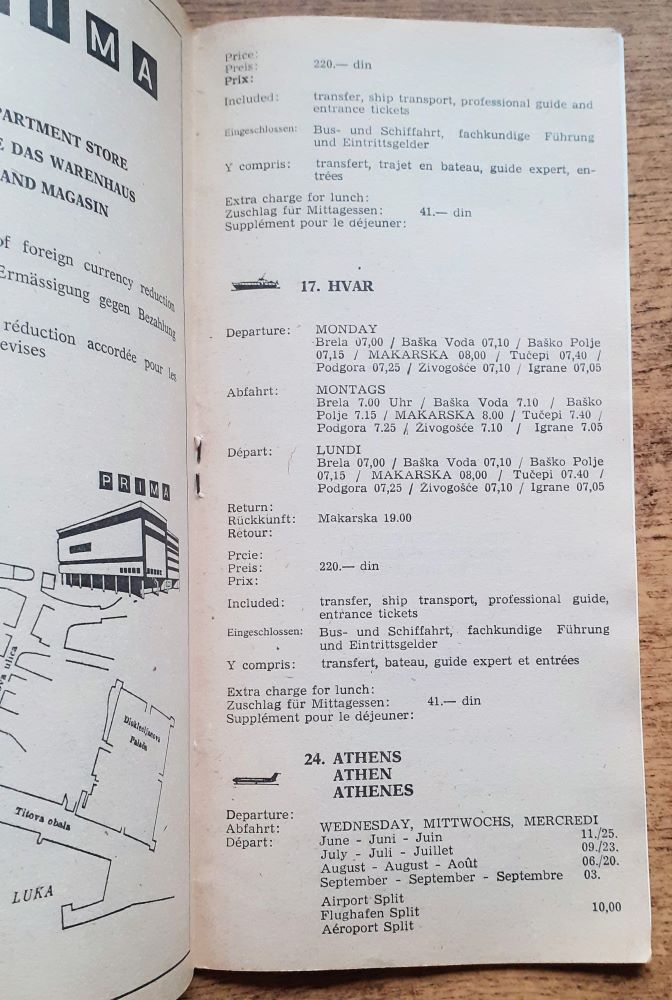 IMA
PARTMENT STORE
E DAS WARENHAUS
AND MAGASIN
of foreign currency reduction
Ermässigung gegen Bezahlung
réduction accordée pour les
evises
PRIMA
ova ulica
Dioklecijanova
Palača
Titova obala
LUKA
Price:
Preis: 220.— din
Prix:
Included: transfer, ship transport, professional guide and
entrance tickets
Eingeschlossen: Bus- und Schiffahrt, fachkundige Führung
und Eintrittsgelder
Y compris: transfert, trajet en bateau, guide expert, en-
trées
Extra charge for lunch:
Zuschlag für Mittagessen: 41.— din
Supplément pour le déjeuner:
17. HVAR
Departure: MONDAY
Brela 07,00 / Baška Voda 07,10 / Baško Polje
07,15 / MAKARSKA 08,00 / Tučepi 07,40 /
Podgora 07,25 / Živogošće 07,10 / Igrane 07,05
Abfahrt: MONTAGS
Brela 7.00 Uhr / Baška Voda 7.10 / Baško
Polje 7.15 / MAKARSKA 8.00 / Tučepi 7.40 /
Podgora 7.25 / Živogošće 7.10 / Igrane 7.05
Départ: LUNDI
Brela 07,00 / Baška Voda 07,10 / Baško Polje
07,15 / MAKARSKA 08,00 / Tučepi 07.40 /
Podgora 07,25 / Živogošće 07,10 / Igrane 07,05
Return:
Rückkunft: Makarska 19.00
Retour:
Prcie:
Preis: 220.— din
Prix:
Included: transfer, ship transport, professional guide,
entrance tickets
Eingeschlossen: Bus- und Schiffahrt, fachkundige Führung
und Eintrittsgelder
Y compris: transfert, bateau, guide expert et entrées
Extra charge for lunch:
Zuschlag für Mittagessen: 41.— din
Supplément pour le déjeuner:
24. ATHENS
ATHEN
ATHENES
Departure:
Abfahrt: WEDNESDAY, MITTWOCHS, MERCREDI
Départ: June - Juni - Juin 11./25.
July - Juli - Juillet 09./23.
August - August - Août 06./20.
September - September - Septembre 03.
Airport Split
Flughafen Split 10,00
Aéroport Split